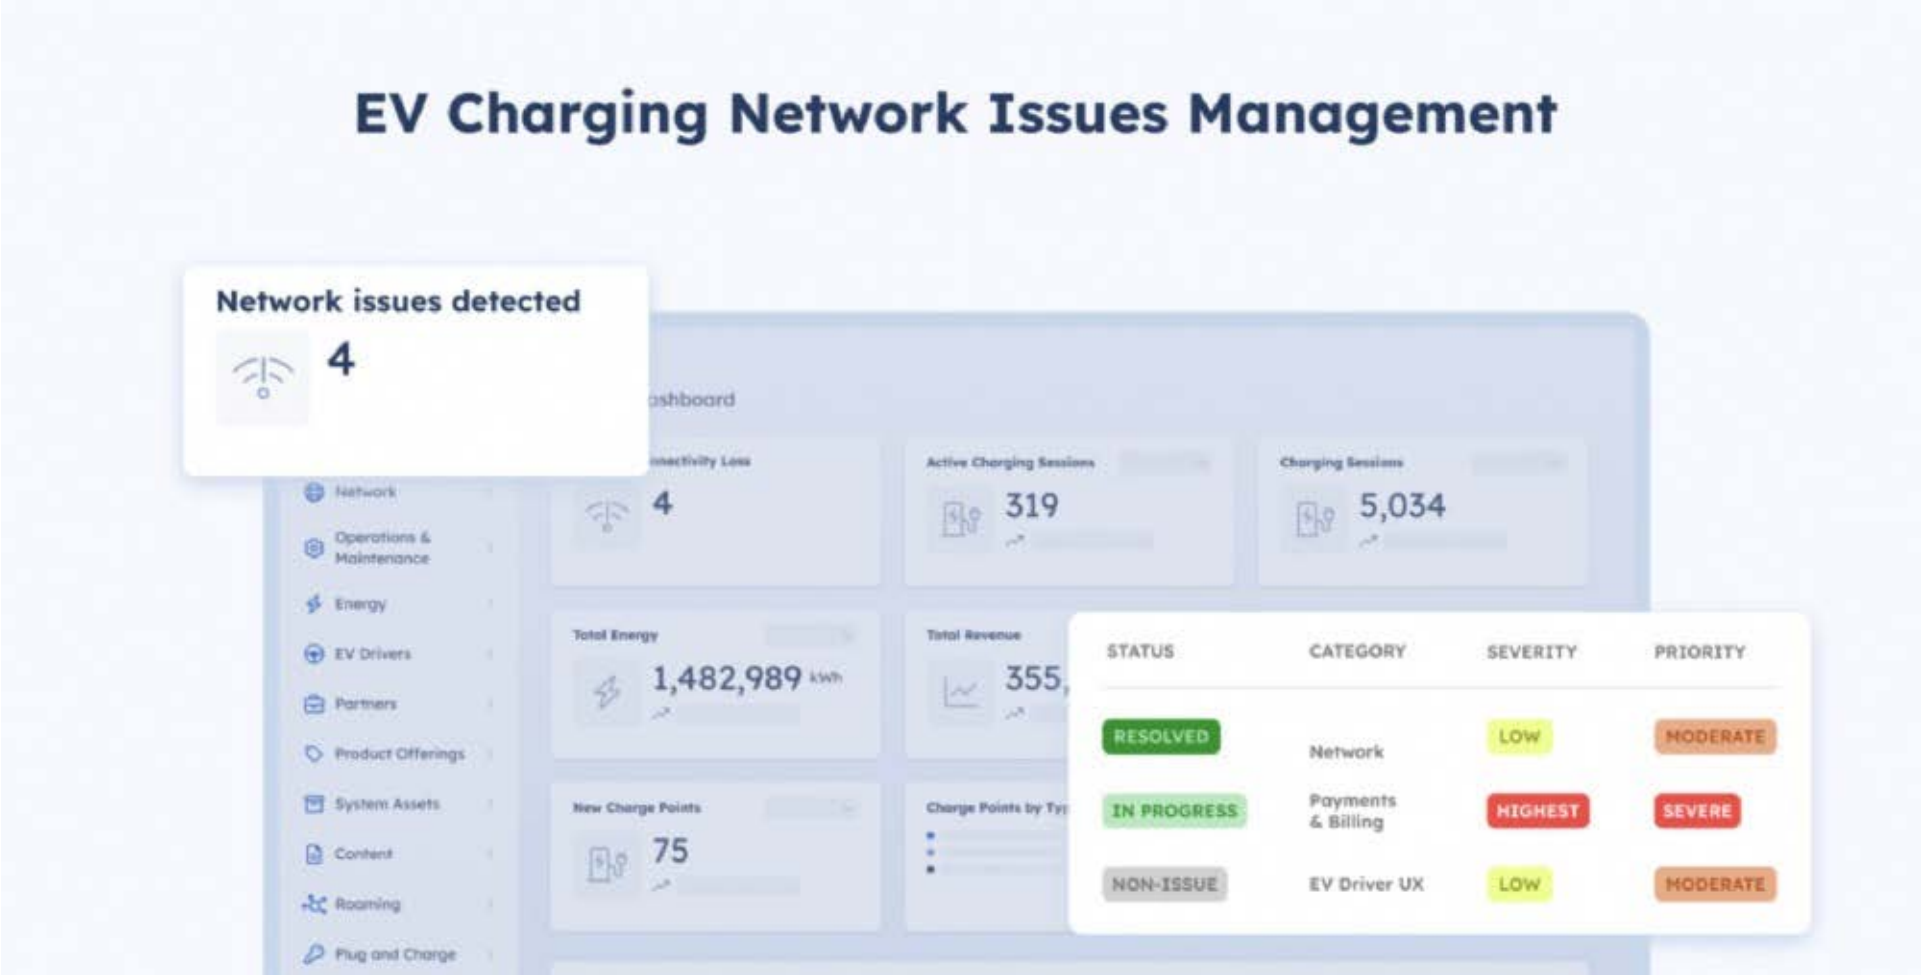 EV Charging Network Issues Management
Network issues detected
4
ashboard
nnectivity Loss
4
Active Charging Sessions
319
Charging Sessions
5,034
Network
Operations &
Maintenance
Energy
EV Drivers
Partners
Product Offerings
System Assets
Content
Roaming
Plug and Charge
Total Energy
1,482,989 kWh
Total Revenue
355,
New Charge Points
75
Charge Points by Typ
STATUS CATEGORY SEVERITY PRIORITY
RESOLVED Network LOW MODERATE
IN PROGRESS Payments
& Billing HIGHEST SEVERE
NON-ISSUE EV Driver UX LOW MODERATE